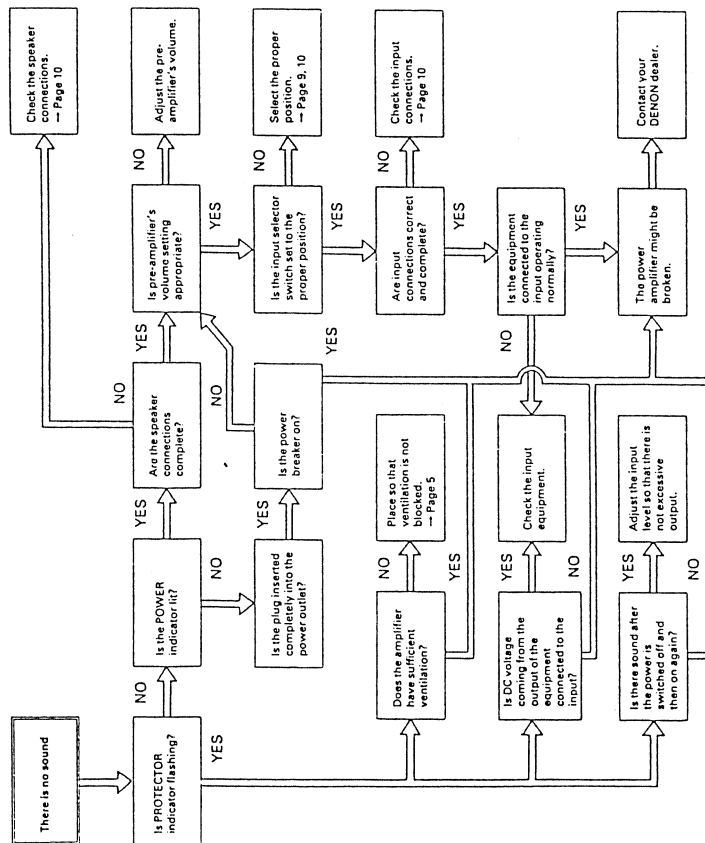 There is no sound
Is PROTECTOR
indicator flashing?
NO
YES
Is the POWER
indicator lit?
YES
NO
Is the plug inserted
completely into the
power outlet?
YES
Are the speaker
connections
complete?
NO
YES
Is the power
breaker on?
NO
YES
Check the speaker
connections.
→ Page 10
Is pre-amplifier's
volume setting
appropriate?
NO
YES
Adjust the pre-
amplifier's volume.
Is the input selector
switch set to the
proper position?
NO
YES
Select the proper
position.
→ Page 9, 10
Are input
connections correct
and complete?
NO
YES
Check the input
connections.
→ Page 10
Is the equipment
connected to the
input operating
normally?
NO
YES
The power
amplifier might be
broken.
Contact your
DENON dealer.
Does the amplifier
have sufficient
ventilation?
NO
YES
Place so that
ventilation is not
blocked.
→ Page 5
Is DC voltage
coming from the
output of the
equipment
connected to the
input?
YES
NO
Check the input
equipment.
Is there sound after
the power is
switched off and
then on again?
YES
NO
Adjust the input
level so that there is
not excessive
output.